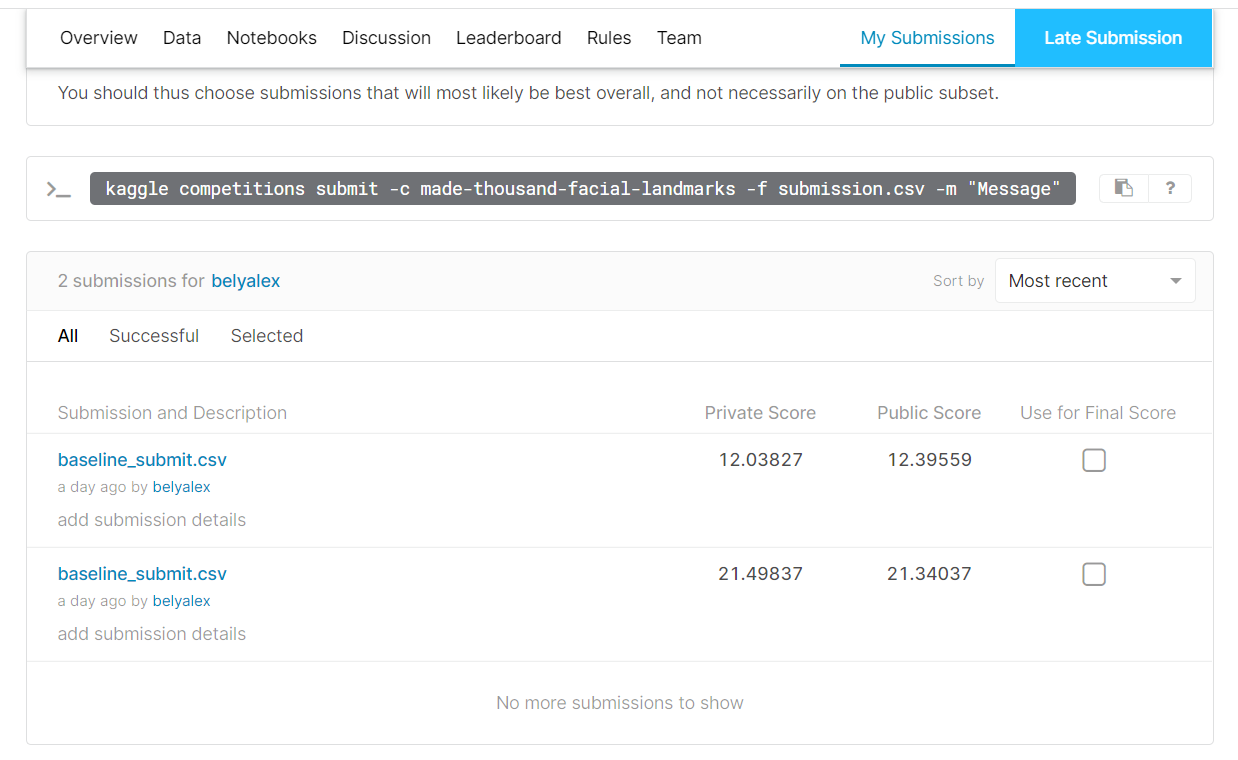 Overview Data Notebooks Discussion Leaderboard Rules Team My Submissions Late Submission
You should thus choose submissions that will most likely be best overall, and not necessarily on the public subset.
>_ kaggle competitions submit -c made-thousand-facial-landmarks -f submission.csv -m "Message" ?
2 submissions for belyalex Sort by Most recent
All Successful Selected
Submission and Description Private Score Public Score Use for Final Score
baseline_submit.csv 12.03827 12.39559
a day ago by belyalex
add submission details
baseline_submit.csv 21.49837 21.34037
a day ago by belyalex
add submission details
No more submissions to show